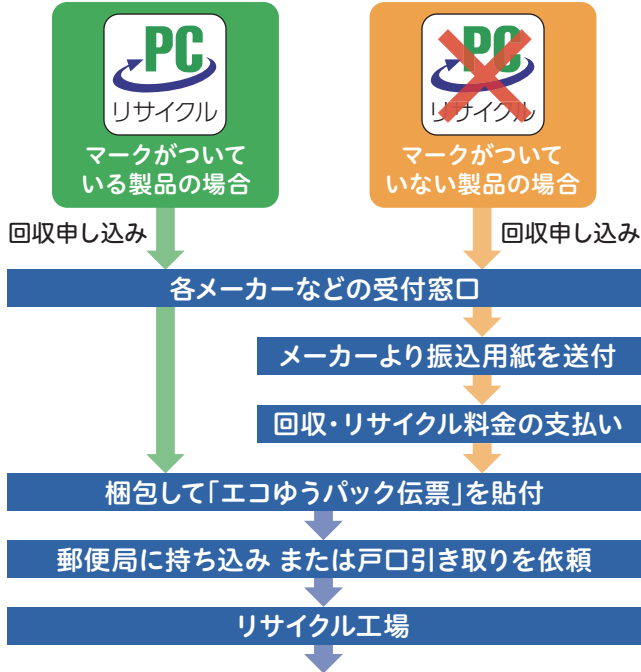 PC
リサイクル
マークがついて
いる製品の場合
PC
リサイクル
マークがついて
いない製品の場合
回収申し込み
回収申し込み
各メーカーなどの受付窓口
メーカーより振込用紙を送付
回収・リサイクル料金の支払い
梱包して「エコゆうパック伝票」を貼付
郵便局に持ち込み または戸口引き取りを依頼
リサイクル工場